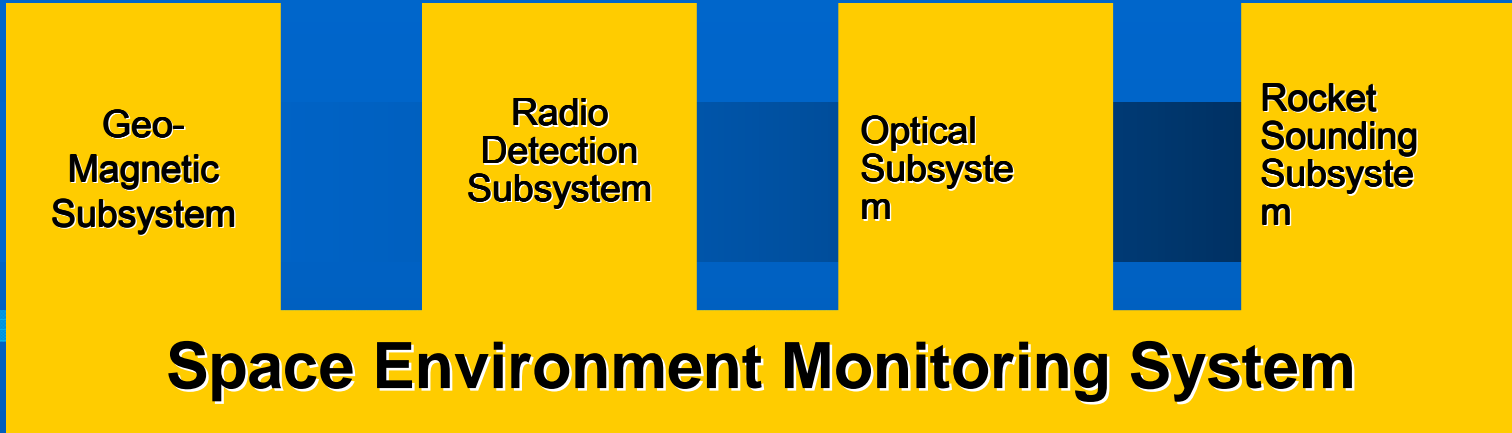 Geo-
Magnetic
Subsystem
Radio
Detection
Subsystem
Optical
Subsyste
m
Rocket
Sounding
Subsyste
m
Space Environment Monitoring System